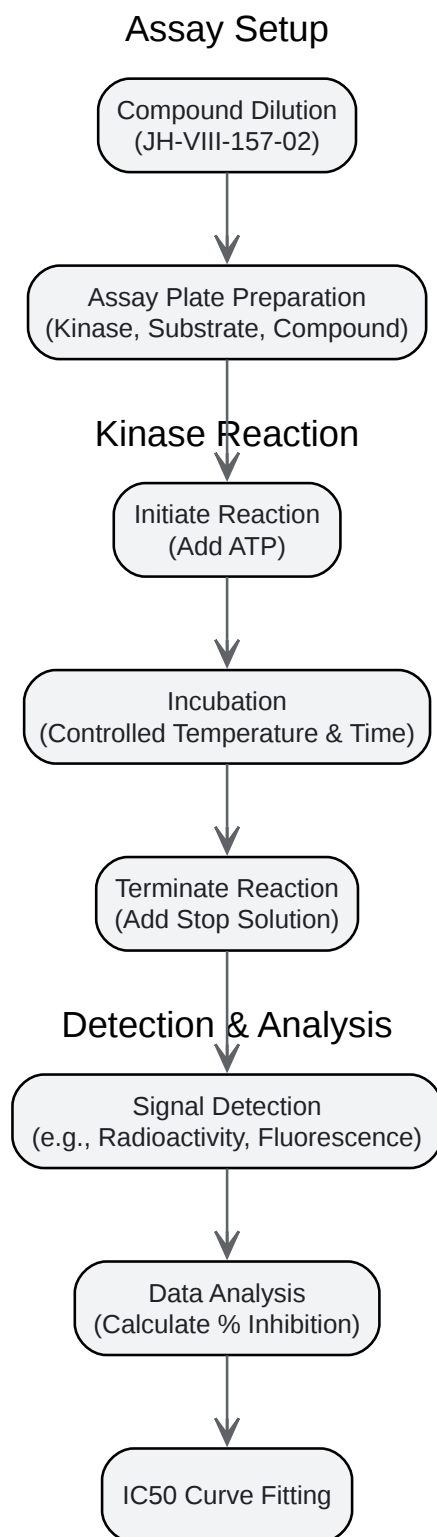 Assay Setup
Compound Dilution
(JH-VIII-157-02)
Assay Plate Preparation
(Kinase, Substrate, Compound)
Kinase Reaction
Initiate Reaction
(Add ATP)
Incubation
(Controlled Temperature & Time)
Terminate Reaction
(Add Stop Solution)
Detection & Analysis
Signal Detection
(e.g., Radioactivity, Fluorescence)
Data Analysis
(Calculate % Inhibition)
IC50 Curve Fitting